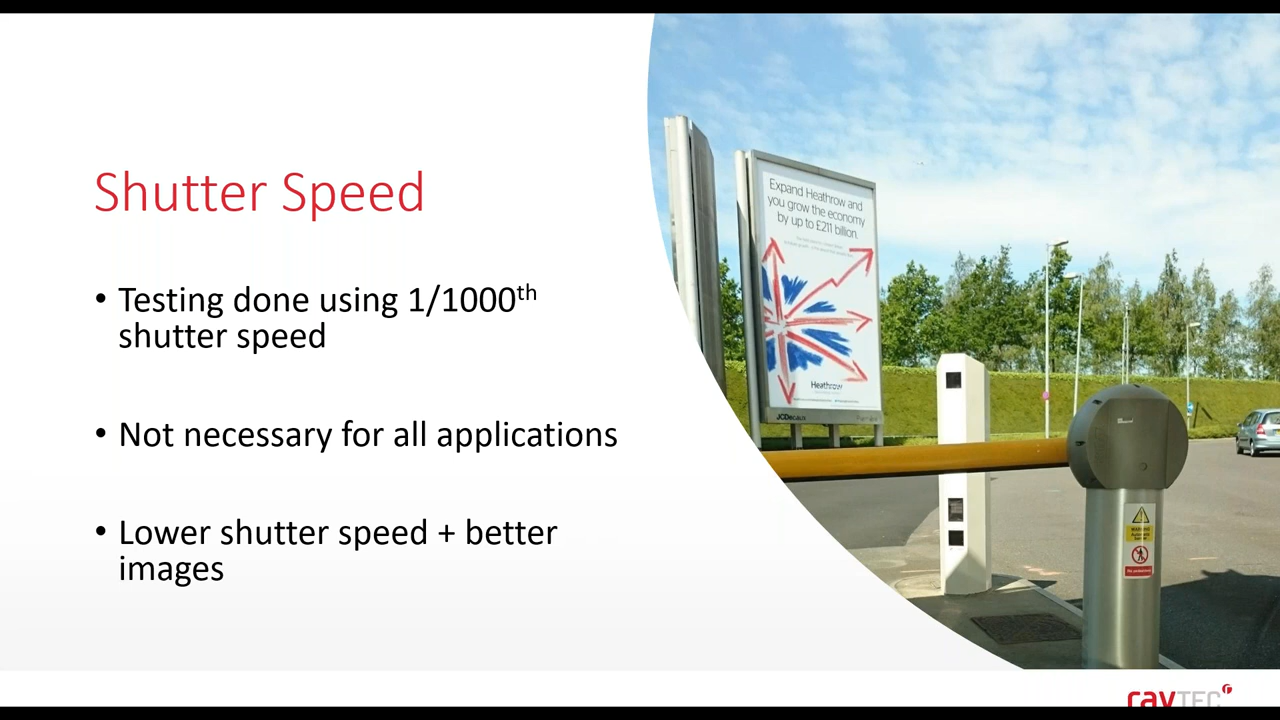 Shutter Speed
• Testing done using 1/1000th
shutter speed
• Not necessary for all applications
• Lower shutter speed + better
images
Expand Heathrow and
you grow the economy
by up to £211 billion.
Heathrow
JCDecaux
WARNING
rayTEC